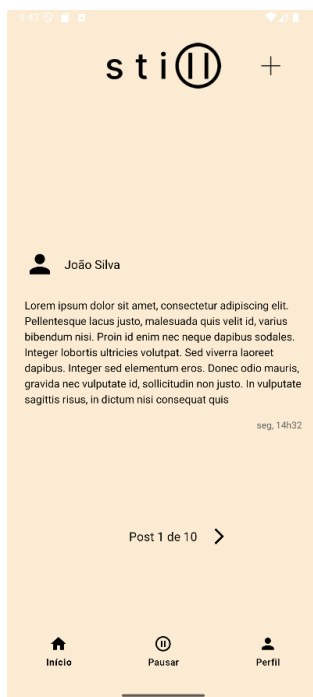 9:47
still
João Silva
Lorem ipsum dolor sit amet, consectetur adipiscing elit.
Pellentesque lacus justo, malesuada quis velit id, varius
bibendum nisi. Proin id enim nec neque dapibus sodales.
Integer lobortis ultricies volutpat. Sed viverra laoreet
dapibus. Integer sed elementum eros. Donec odio mauris,
gravida nec vulputate id, sollicitudin non justo. In vulputate
sagittis risus, in dictum nisi consequat quis
seg, 14h32
Post 1 de 10
Início
Pausar
Perfil